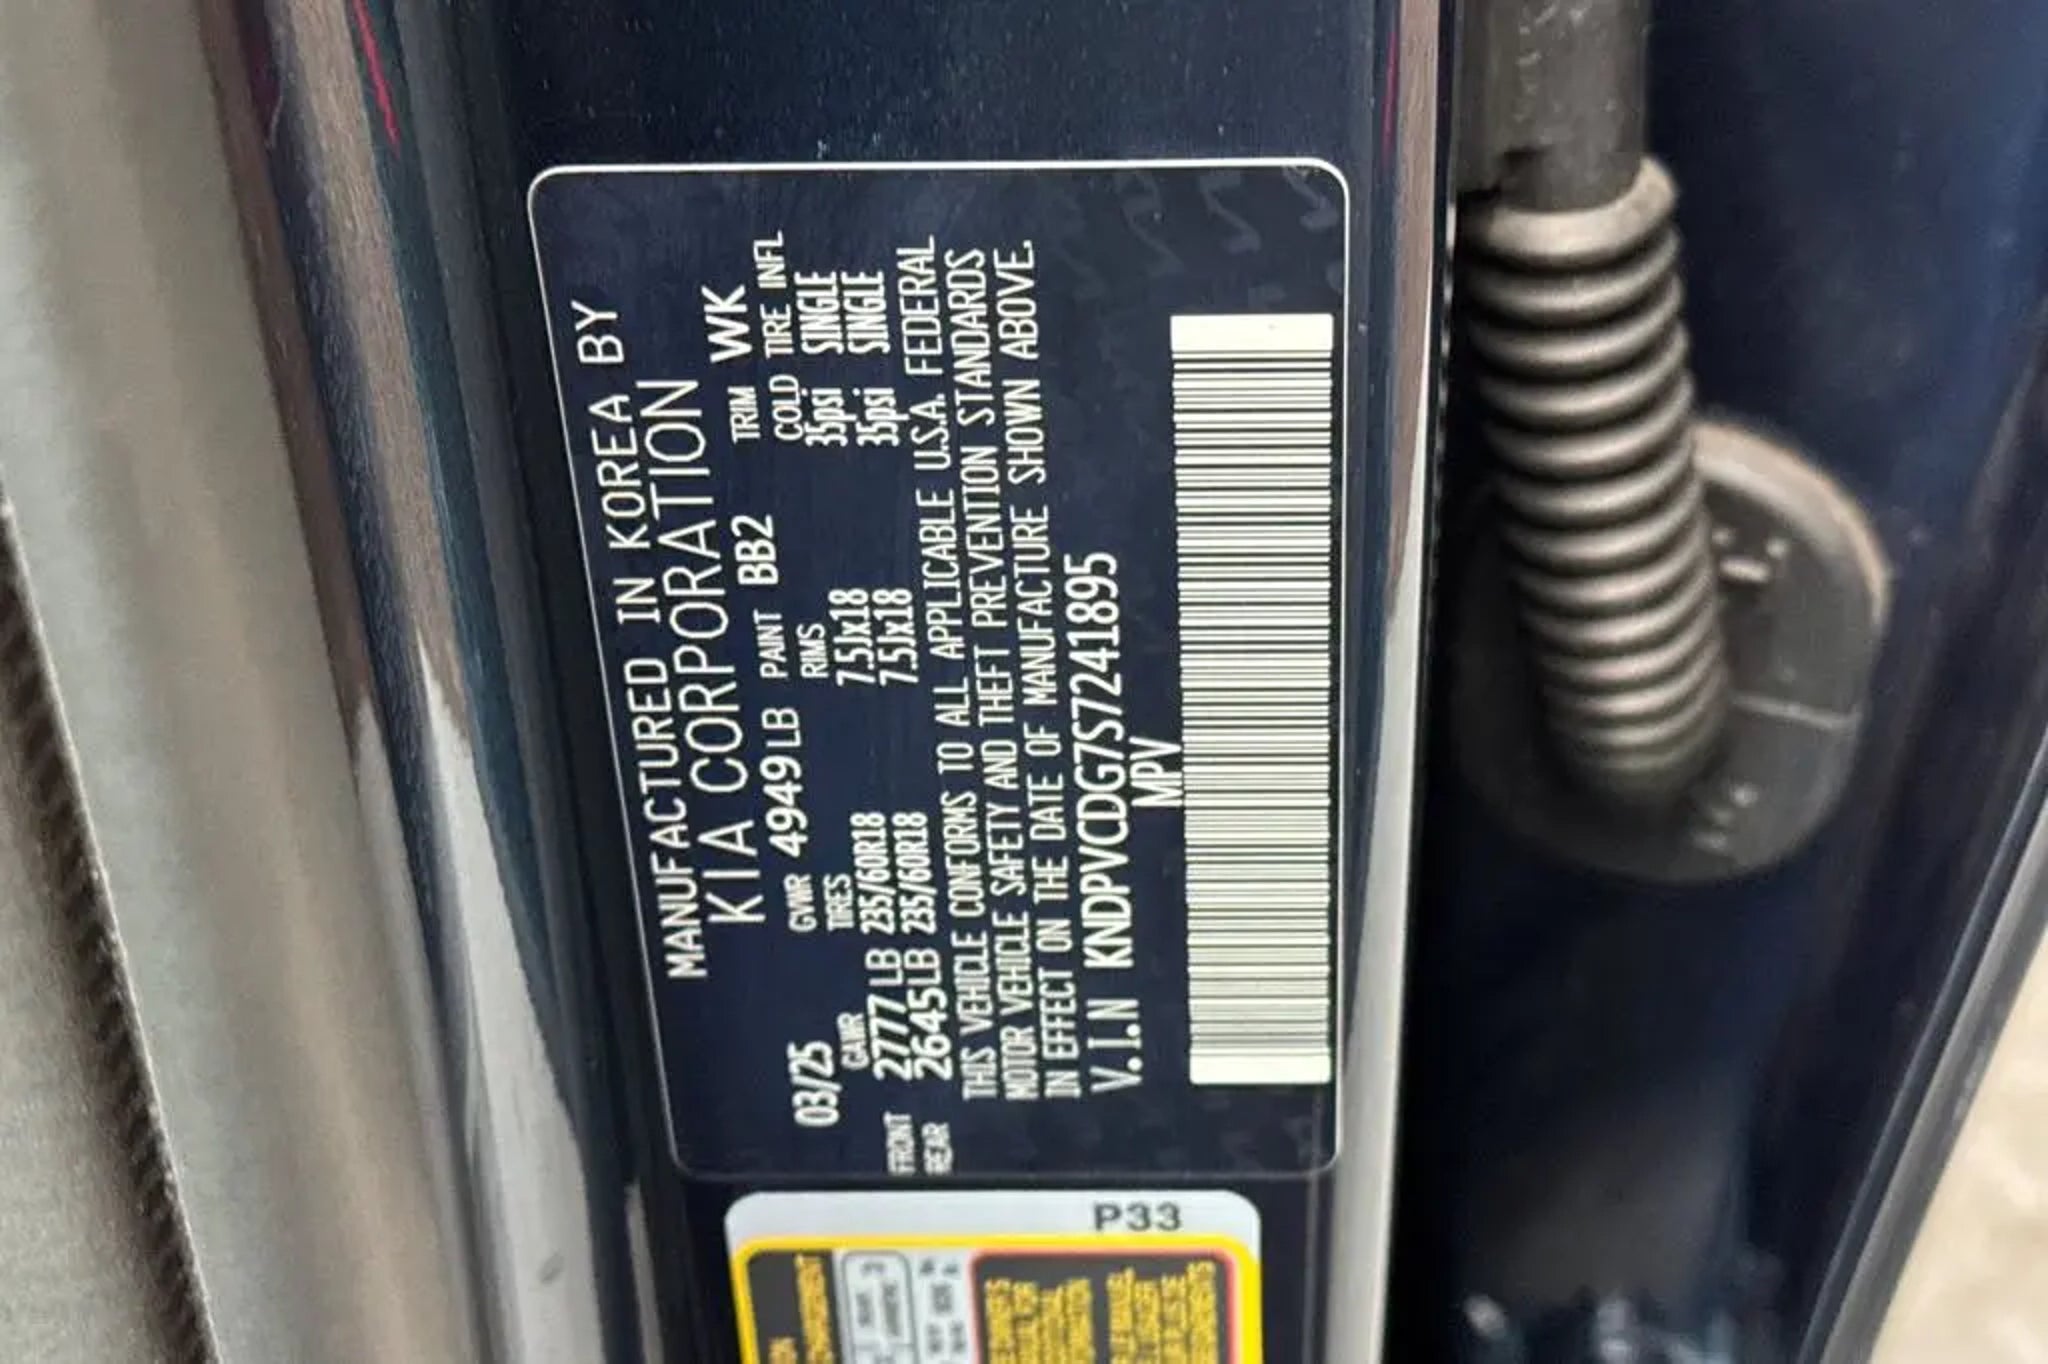 MANUFACTURED IN KOREA BY
KIA CORPORATION
03/25 GVWR 4949LB PAINT BB2 TRIM WK
GAWR TIRES RIMS COLD TIRE INFL
FRONT 2777LB 235/60R18 7.5Jx18 35psi SINGLE
REAR 2645LB 235/60R18 7.5Jx18 35psi SINGLE
THIS VEHICLE CONFORMS TO ALL APPLICABLE U.S.A. FEDERAL
MOTOR VEHICLE SAFETY AND THEFT PREVENTION STANDARDS
IN EFFECT ON THE DATE OF MANUFACTURE SHOWN ABOVE.
V.I.N KNDPVCDG7S7241895
MPV
P33